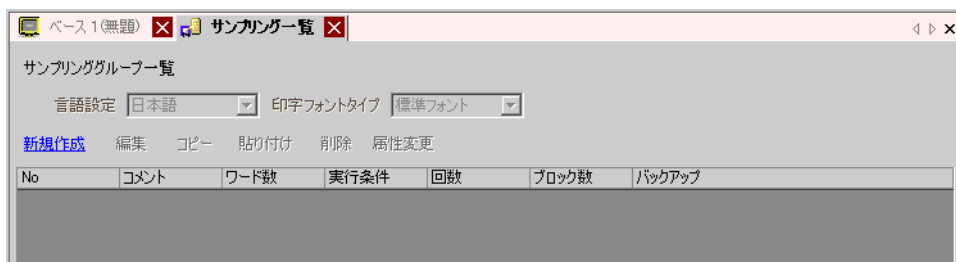 ベース1(無題) サンプリング一覧
サンプリンググループ一覧
言語設定 日本語 印字フォントタイプ 標準フォント
新規作成 編集 コピー 貼り付け 削除 属性変更
No コメント ワード数 実行条件 回数 ブロック数 バックアップ